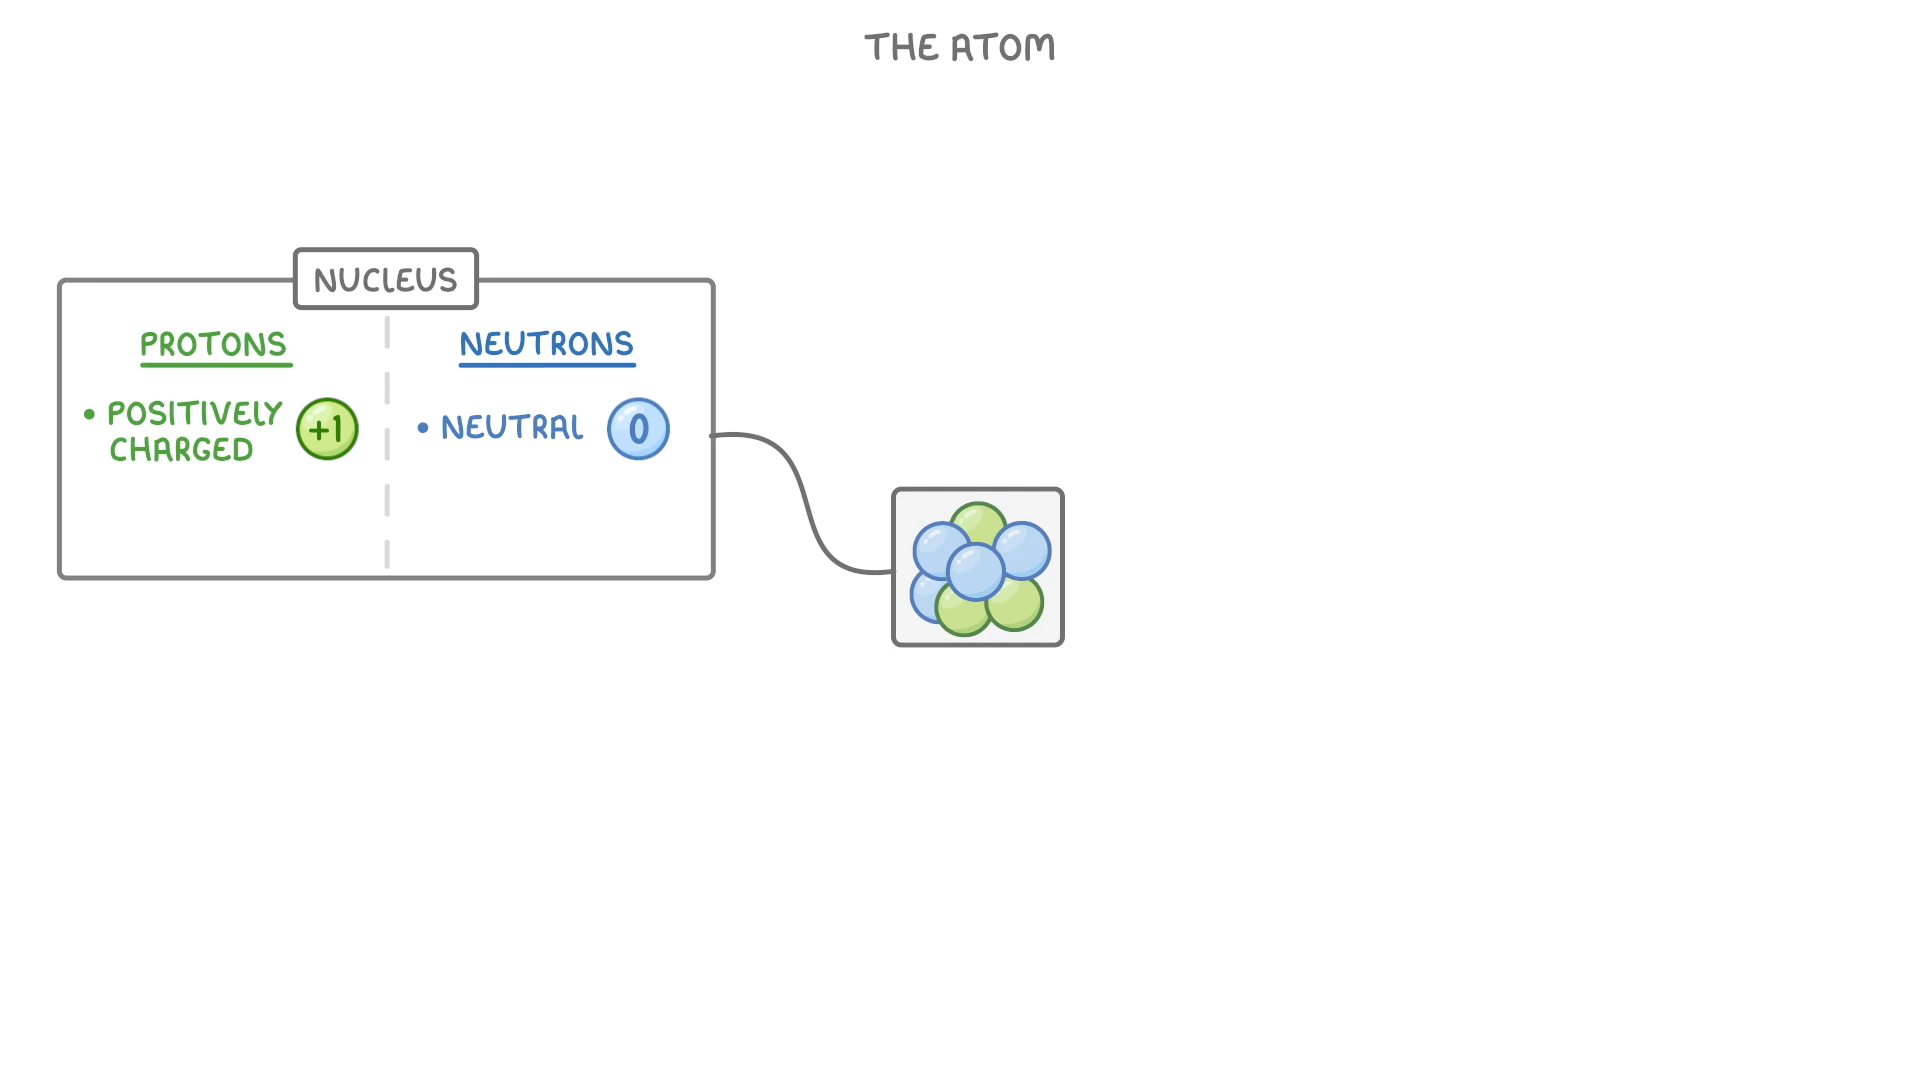 THE ATOM
NUCLEUS
PROTONS
• POSITIVELY
CHARGED
+1
NEUTRONS
• NEUTRAL
0